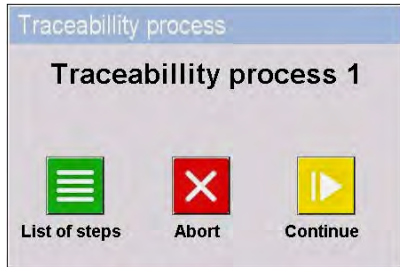 Traceabillity process
Traceabillity process 1
List of steps Abort Continue